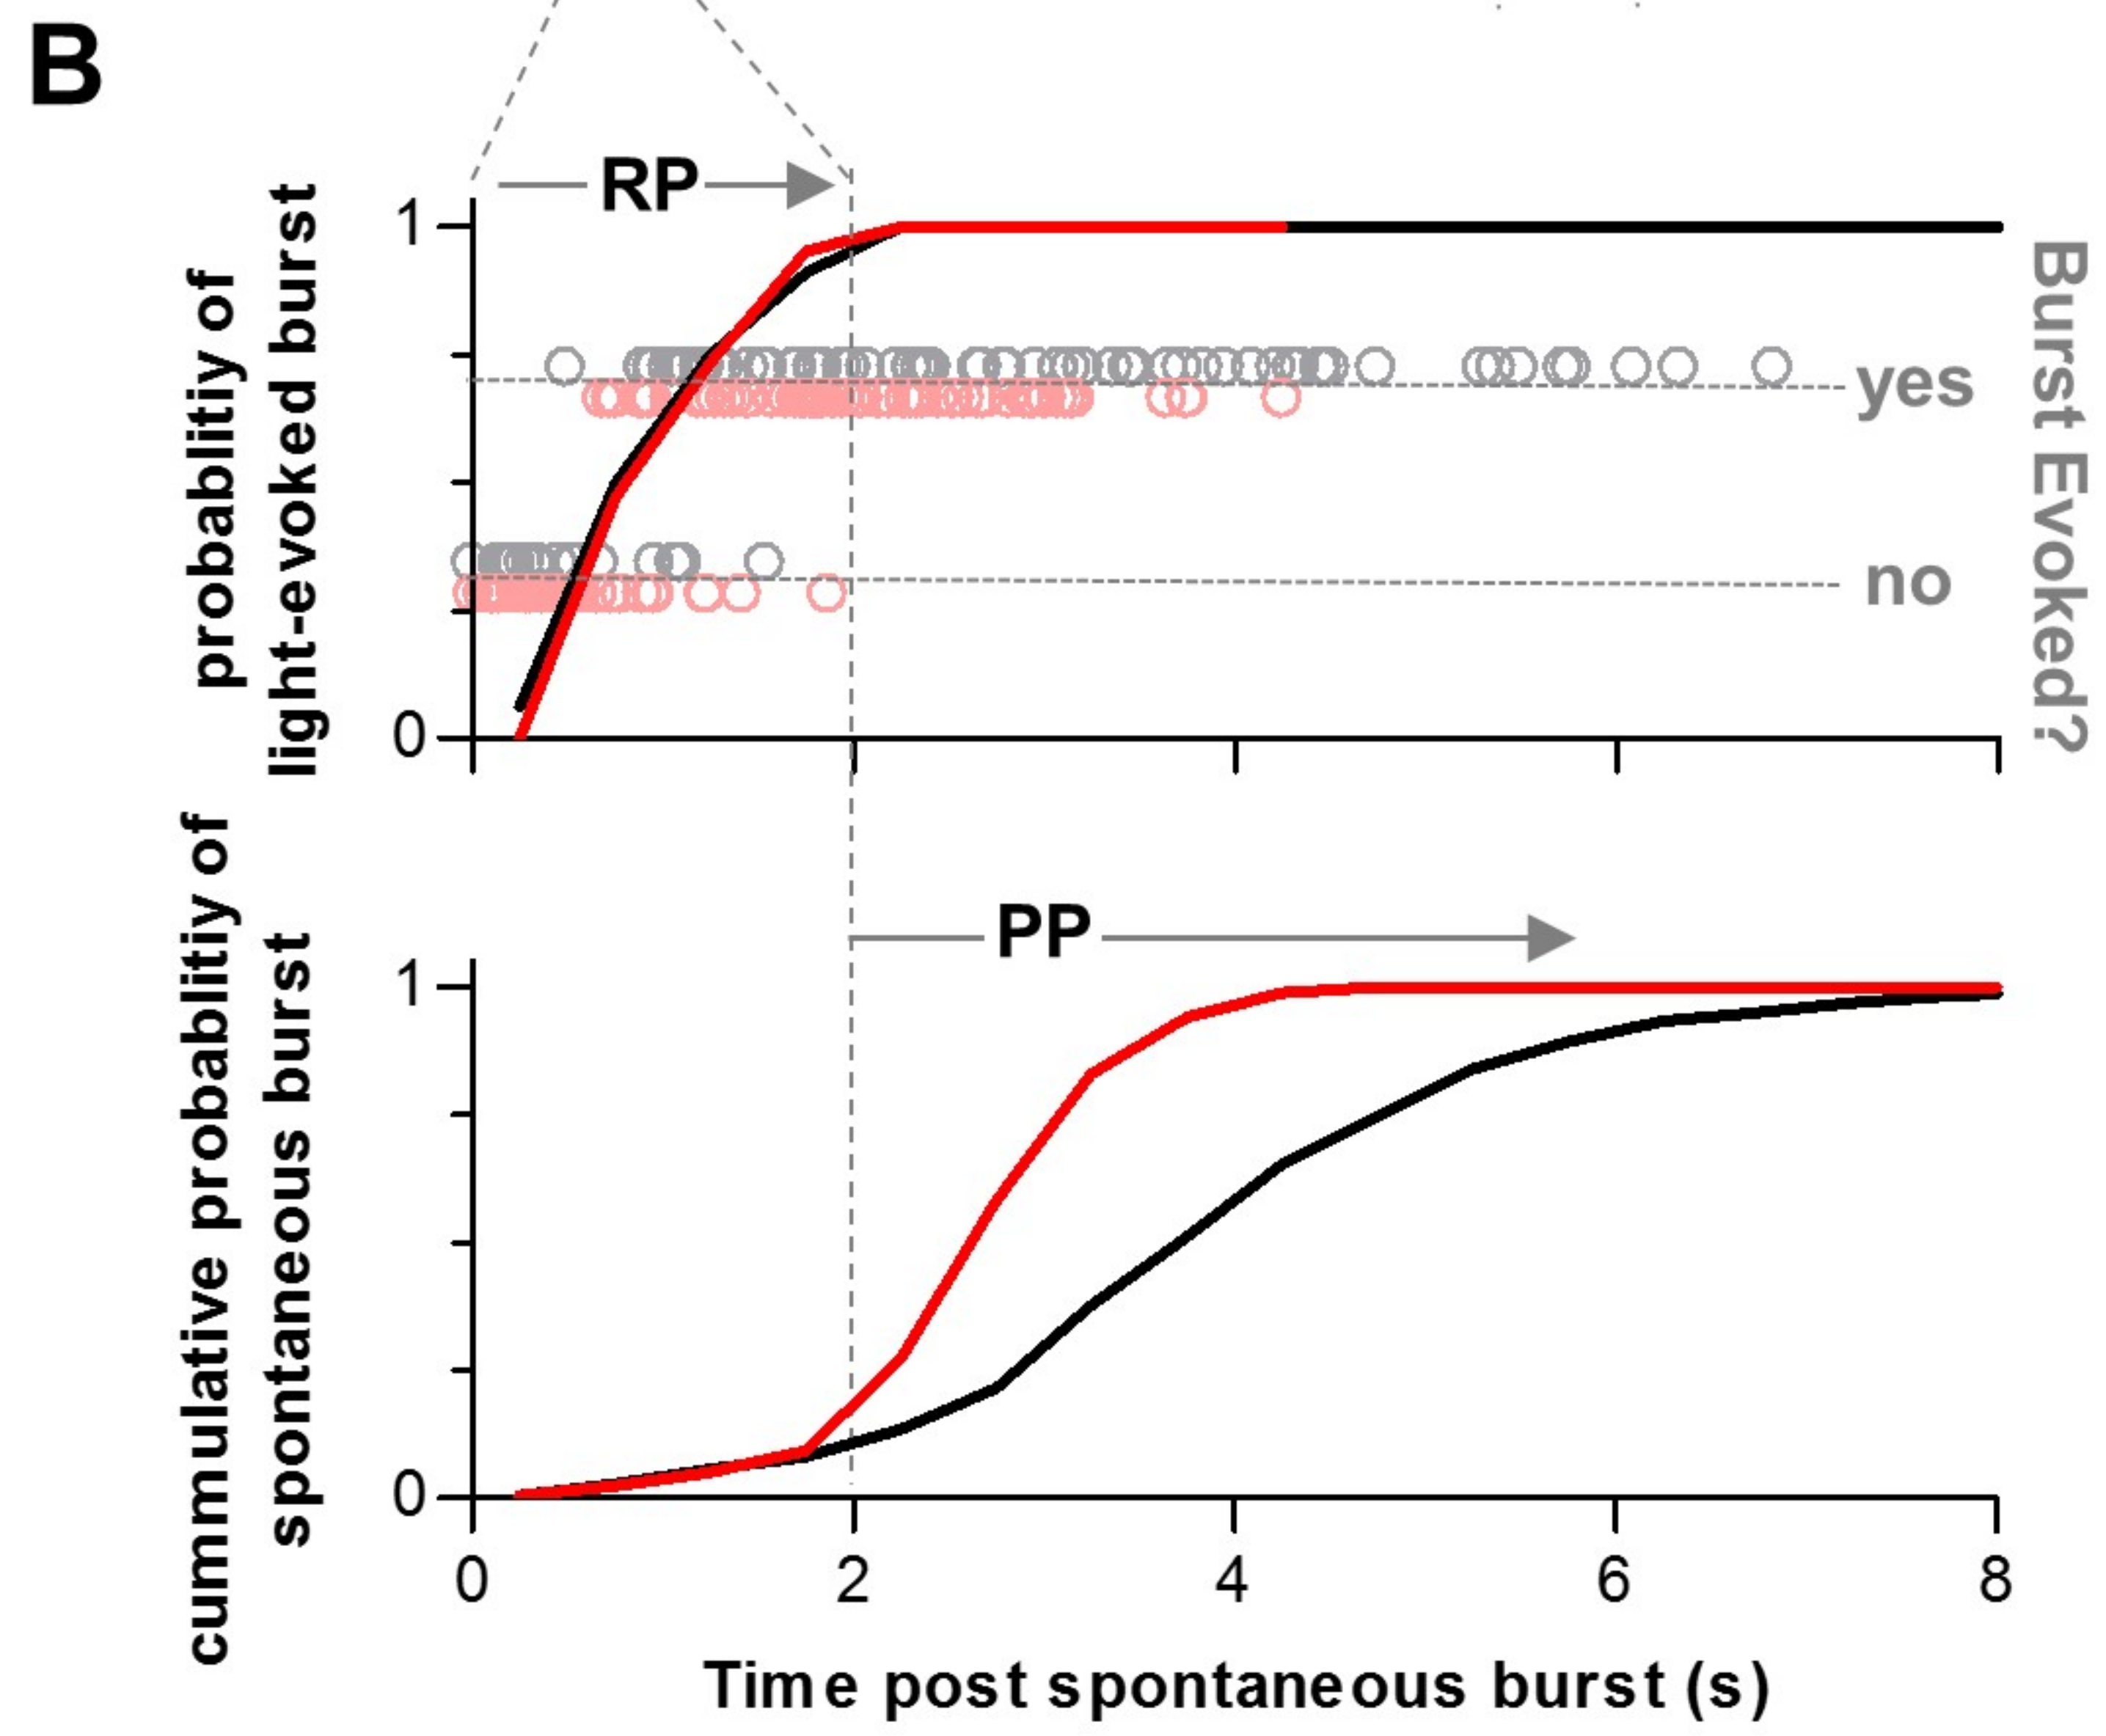 B
RP
probablitiy of
light-evoked burst
1
0
yes
no
Burst Evoked?
PP
cummulative probablitiy of
spontaneous burst
1
0
0 2 4 6 8
Time post spontaneous burst (s)